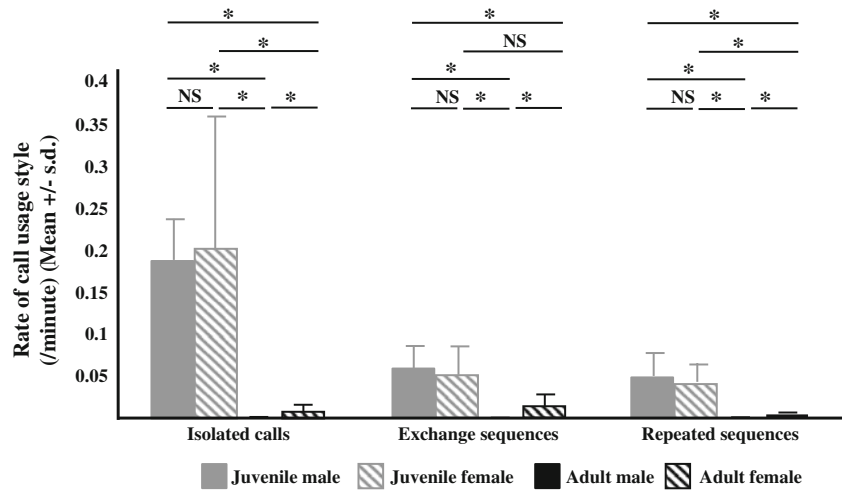 * * *
* NS *
* * *
NS * * NS * * NS * *
0.4
0.35
0.3
0.25
0.2
0.15
0.1
0.05
Rate of call usage style
(/minute) (Mean +/- s.d.)
Isolated calls Exchange sequences Repeated sequences
Juvenile male Juvenile female Adult male Adult female